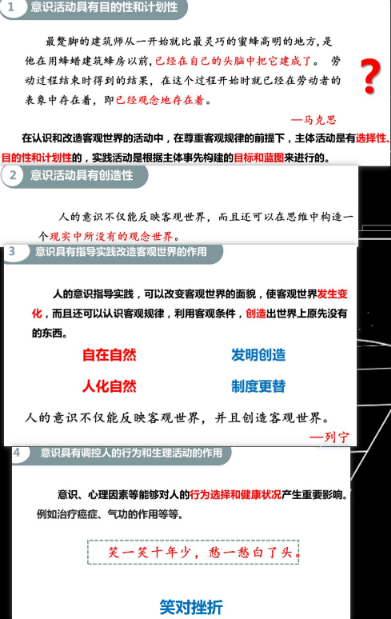 1 意识活动具有目的性和计划性
最蹩脚的建筑师从一开始就比最灵巧的蜜蜂高明的地方,是
他在用蜂蜡建筑蜂房以前,已经在自己的头脑中把它建成了。 劳
动过程结束时得到的结果，在这个过程开始时就已经在劳动者的
表象中存在着，即已经观念地存在着。
—马克思
？
在认识和改造客观世界的活动中，在尊重客观规律的前提下，主体活动是有选择性、
目的性和计划性的，实践活动是根据主体事先构建的目标和蓝图来进行的。
2 意识活动具有创造性
人的意识不仅能反映客观世界，而且还可以在思维中构造一
个现实中所没有的观念世界。
3 意识具有指导实践改造客观世界的作用
人的意识指导实践，可以改变客观世界的面貌，使客观世界发生变
化，而且还可以认识客观规律，利用客观条件，创造出世界上原先没有
的东西。
自在自然 发明创造
人化自然 制度更替
人的意识不仅能反映客观世界，并且创造客观世界。
—列宁
4 意识具有调控人的行为和生理活动的作用
意识、心理因素等能够对人的行为选择和健康状况产生重要影响。
例如治疗癌症、气功的作用等等。
笑一笑十年少，愁一愁白了头。
笑对挫折